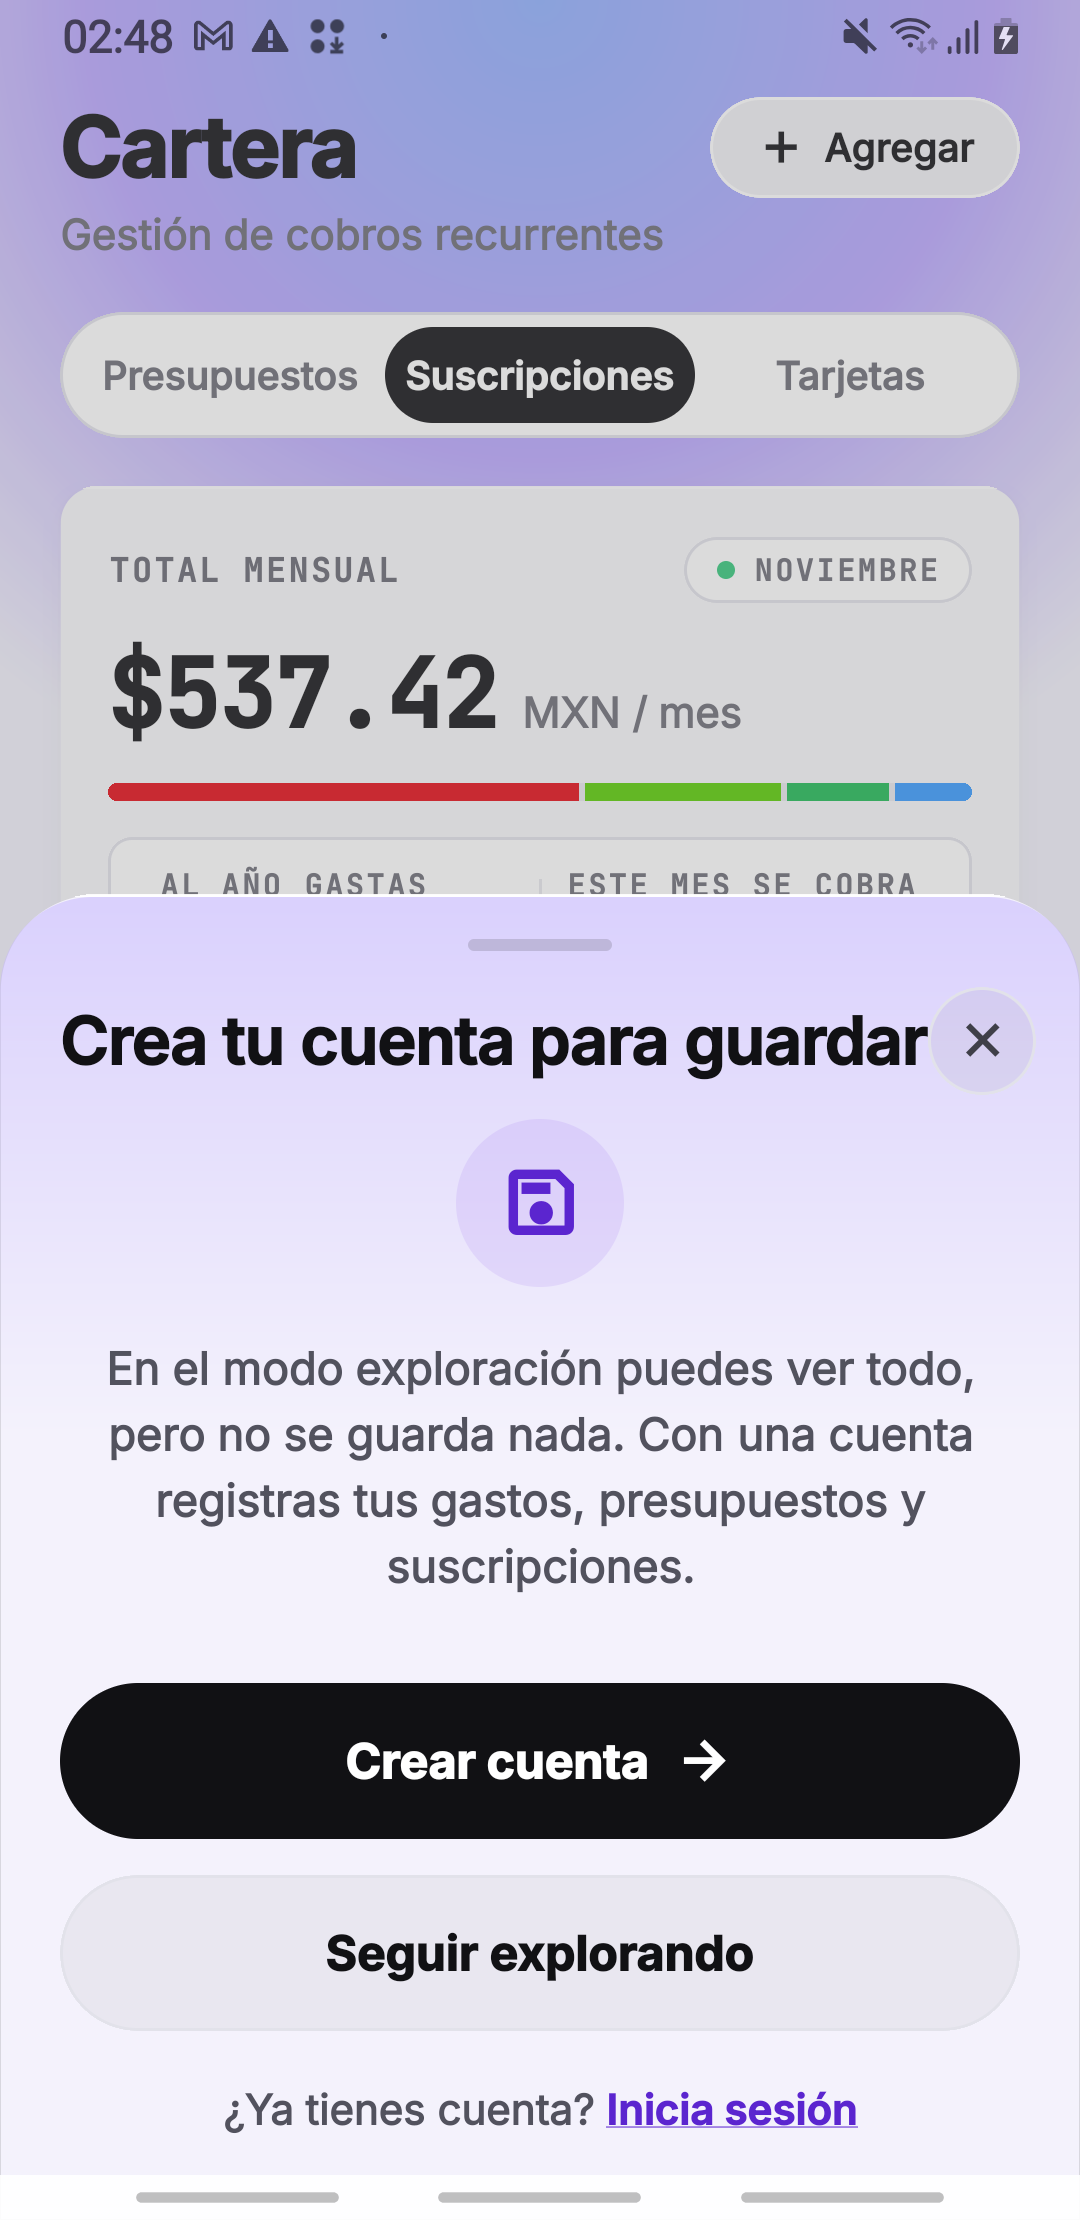 02:48
Cartera
+ Agregar
Gestión de cobros recurrentes
Presupuestos Suscripciones Tarjetas
TOTAL MENSUAL
NOVIEMBRE
$537.42 MXN / mes
AL AÑO GASTAS
ESTE MES SE COBRA
Crea tu cuenta para guardar
En el modo exploración puedes ver todo,
pero no se guarda nada. Con una cuenta
registras tus gastos, presupuestos y
suscripciones.
Crear cuenta →
Seguir explorando
¿Ya tienes cuenta? Inicia sesión